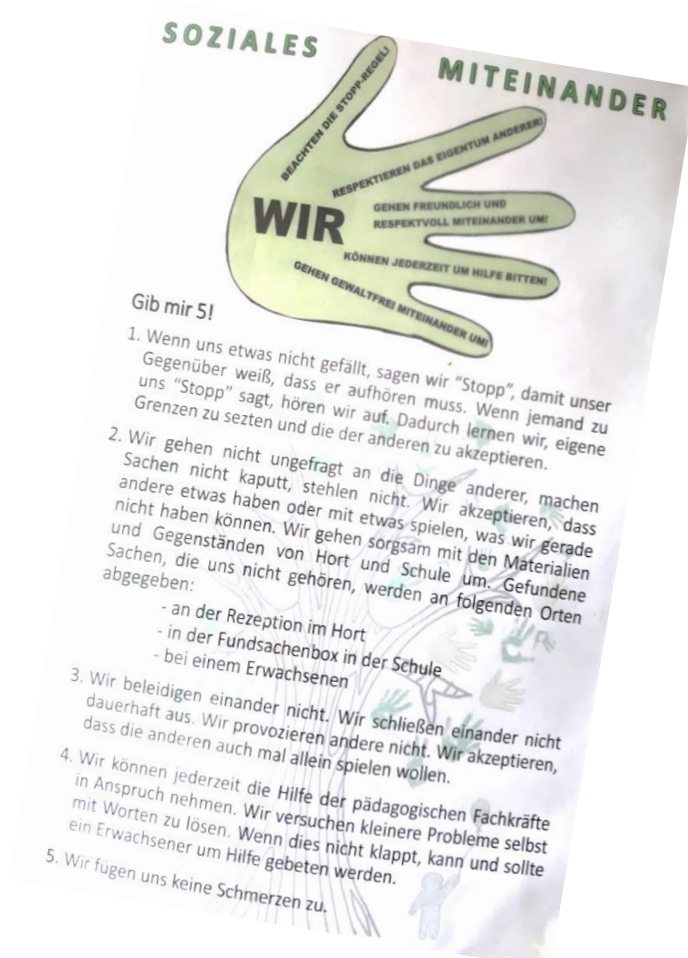 SOZIALES MITEINANDER
BEACHTEN DIE STOPP-REGEL!
RESPEKTIEREN DAS EIGENTUM ANDERER!
WIR
GEHEN FREUNDLICH UND
RESPEKTVOLL MITEINANDER UM!
KÖNNEN JEDERZEIT UM HILFE BITTEN!
GEHEN GEWALTFREI MITEINANDER UM!
Gib mir 5!
1. Wenn uns etwas nicht gefällt, sagen wir “Stopp”, damit unser
Gegenüber weiß, dass er aufhören muss. Wenn jemand zu
uns “Stopp” sagt, hören wir auf. Dadurch lernen wir, eigene
Grenzen zu sezten und die der anderen zu akzeptieren.
2. Wir gehen nicht ungefragt an die Dinge anderer, machen
Sachen nicht kaputt, stehlen nicht. Wir akzeptieren, dass
andere etwas haben oder mit etwas spielen, was wir gerade
nicht haben können. Wir gehen sorgsam mit den Materialien
und Gegenständen von Hort und Schule um. Gefundene
Sachen, die uns nicht gehören, werden an folgenden Orten
abgegeben:
- an der Rezeption im Hort
- in der Fundsachenbox in der Schule
- bei einem Erwachsenen
3. Wir beleidigen einander nicht. Wir schließen einander nicht
dauerhaft aus. Wir provozieren andere nicht. Wir akzeptieren,
dass die anderen auch mal allein spielen wollen.
4. Wir können jederzeit die Hilfe der pädagogischen Fachkräfte
in Anspruch nehmen. Wir versuchen kleinere Probleme selbst
mit Worten zu lösen. Wenn dies nicht klappt, kann und sollte
ein Erwachsener um Hilfe gebeten werden.
5. Wir fügen uns keine Schmerzen zu.